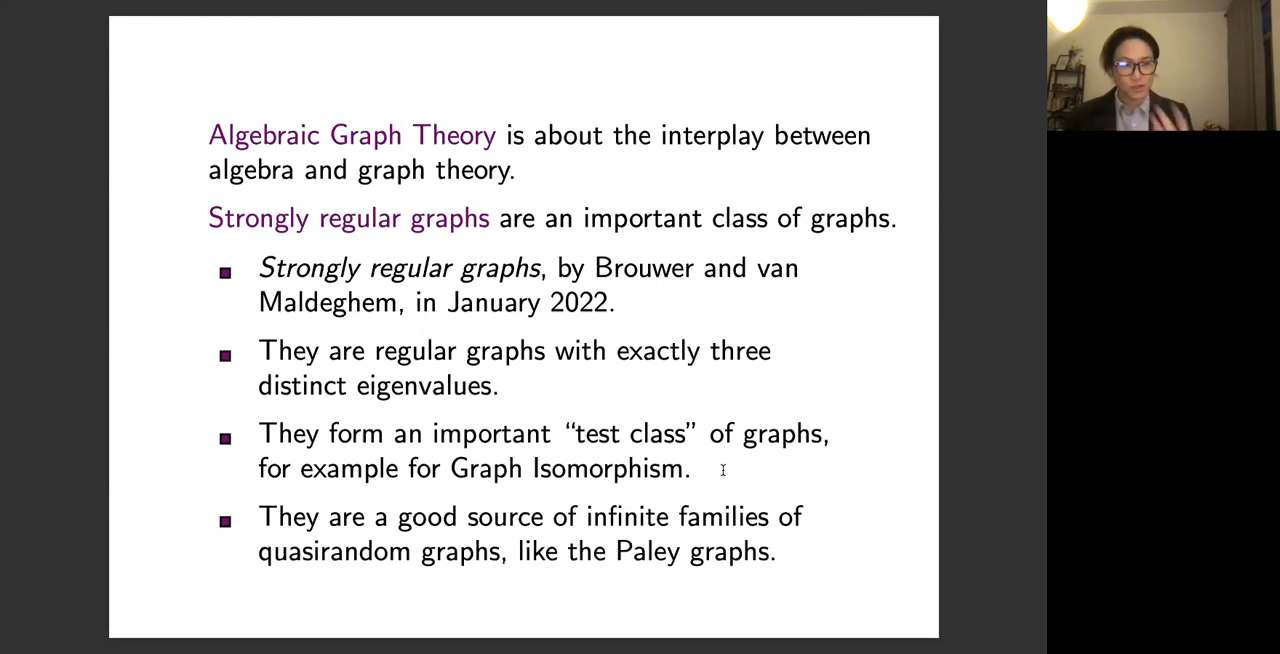 Algebraic Graph Theory is about the interplay between
algebra and graph theory.
Strongly regular graphs are an important class of graphs.
Strongly regular graphs, by Brouwer and van
Maldeghem, in January 2022.
They are regular graphs with exactly three
distinct eigenvalues.
They form an important “test class” of graphs,
for example for Graph Isomorphism.
They are a good source of infinite families of
quasirandom graphs, like the Paley graphs.